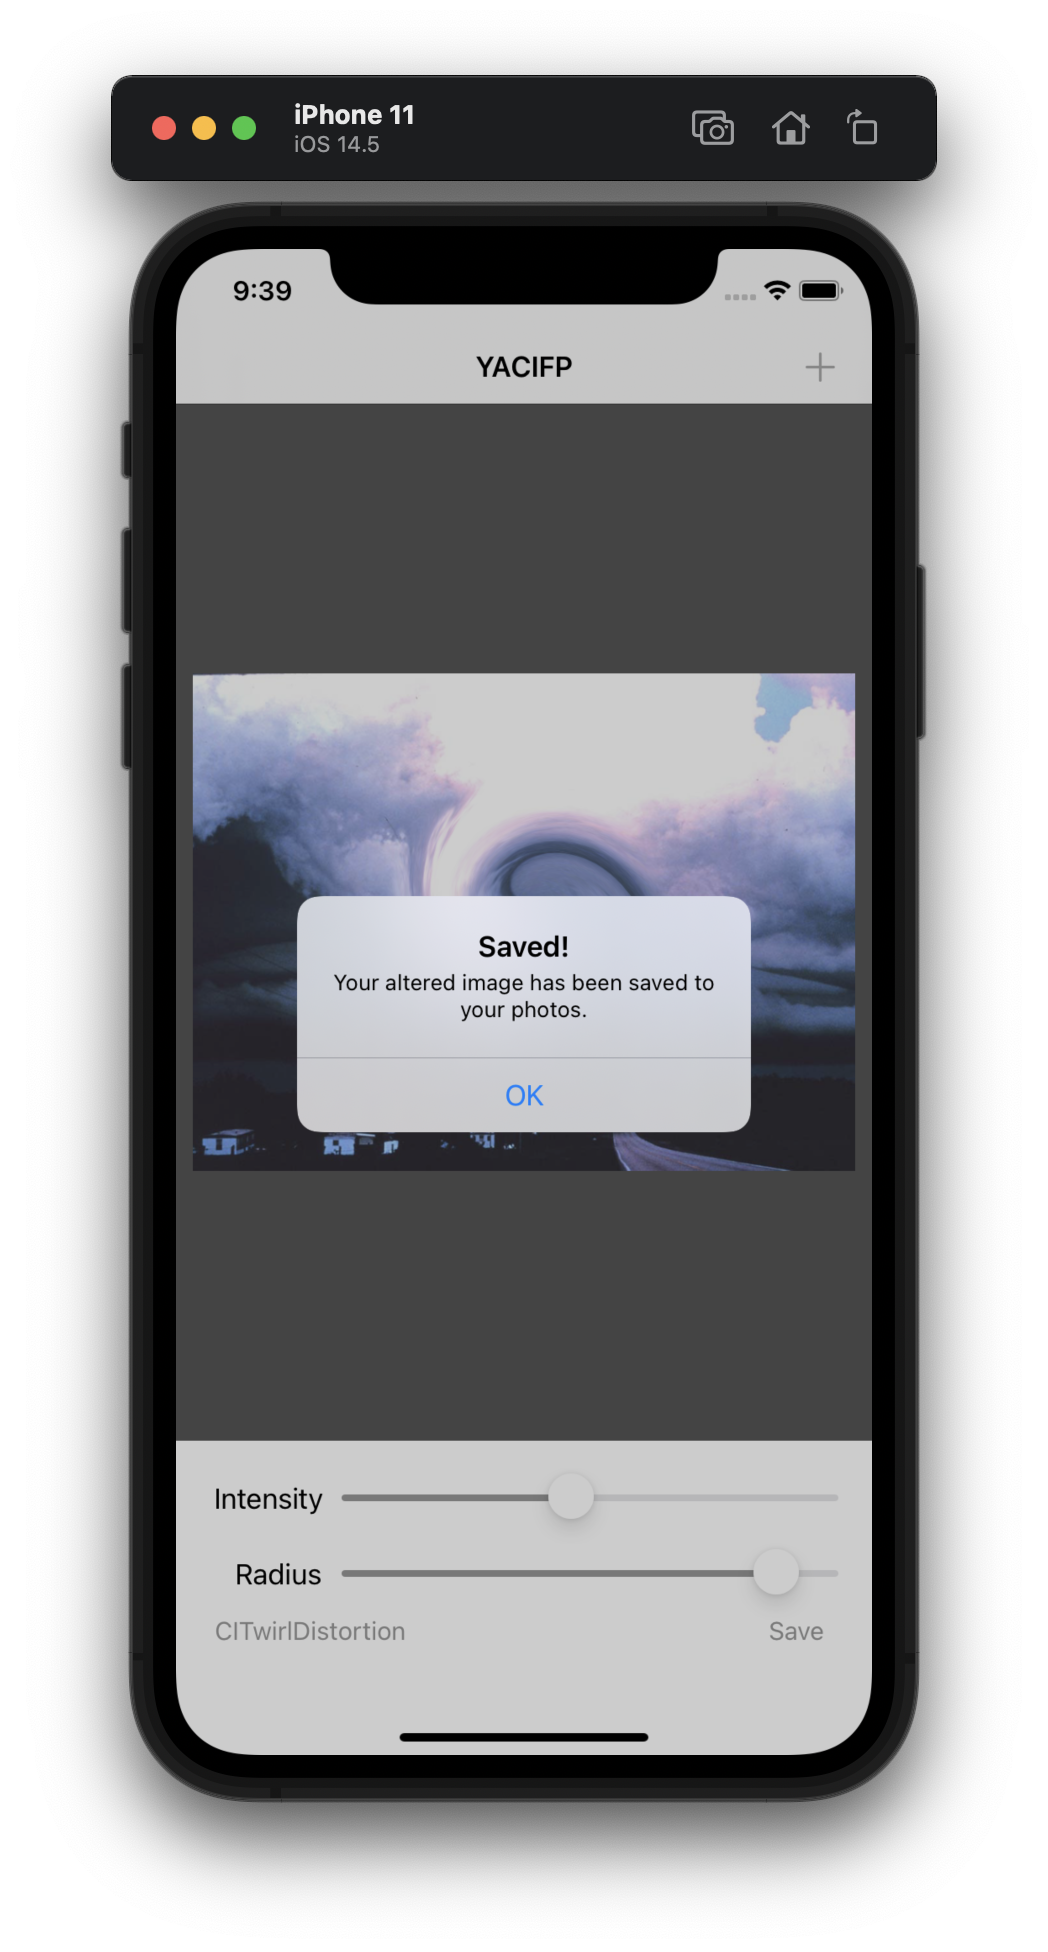 iPhone 11
iOS 14.5
9:39
YACIFP
Saved!
Your altered image has been saved to
your photos.
OK
Intensity
Radius
CITwirlDistortion
Save